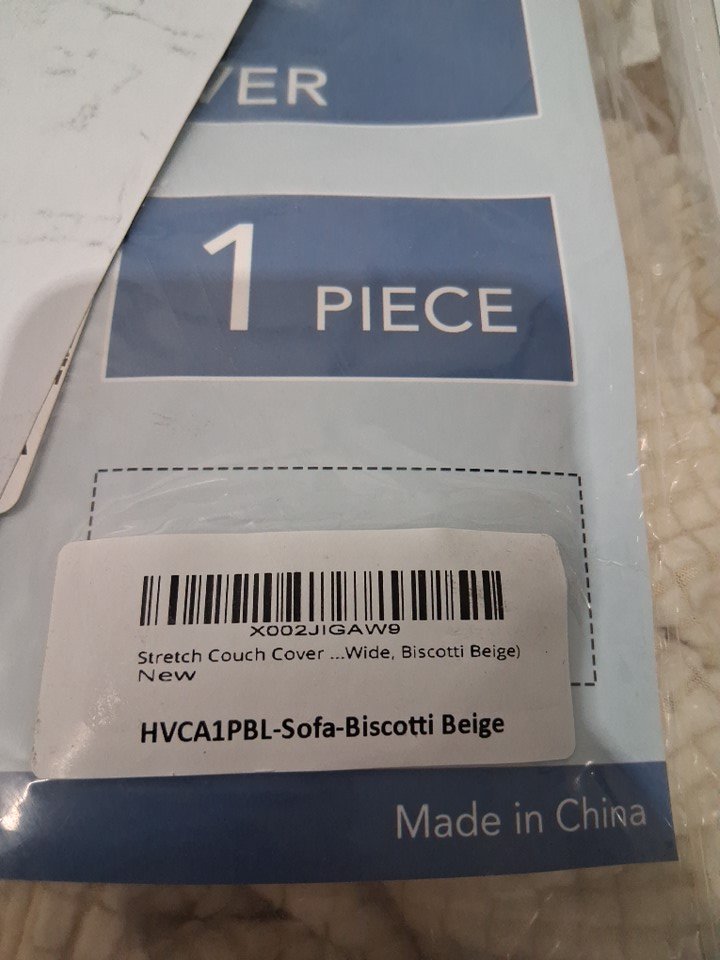 VER
1 PIECE
X002JIGAW9
Stretch Couch Cover ...Wide, Biscotti Beige)
New
HVCA1PBL-Sofa-Biscotti Beige
Made in China